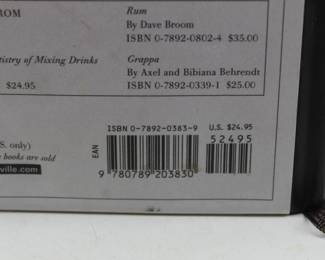 ROM
Rum
By Dave Broom
ISBN 0-7892-0802-4 $35.00
tistry of Mixing Drinks
$24.95
Grappa
By Axel and Bibiana Behrendt
ISBN 0-7892-0339-1 $25.00
S. only)
e books are sold
ville.com
ISBN 0-7892-0383-9
U.S. $24.95
52495
EAN
9 780789 203830